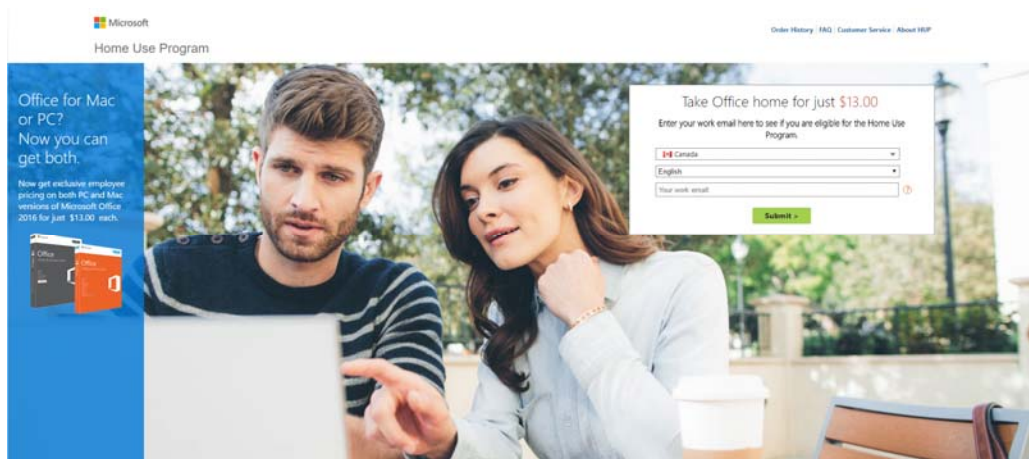 Microsoft
Order History | FAQ | Customer Service | About HUP
Home Use Program
Office for Mac
or PC?
Now you can
get both.
Now get exclusive employee
pricing on both PC and Mac
versions of Microsoft Office
2016 for just $13.00 each.
Office
Office
Take Office home for just $13.00
Enter your work email here to see if you are eligible for the Home Use
Program.
Canada
English
Your work email
?
Submit >